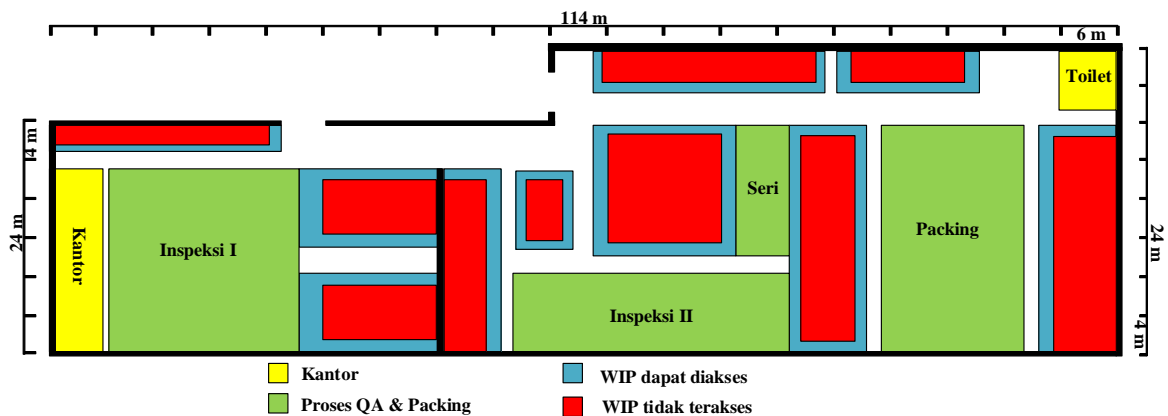 114 m
6 m
Toilet
4 m
24 m
Kantor
Inspeksi I
Seri
Packing
Inspeksi II
24 m
4 m
Kantor
WIP dapat diakses
Proses QA & Packing
WIP tidak terakses